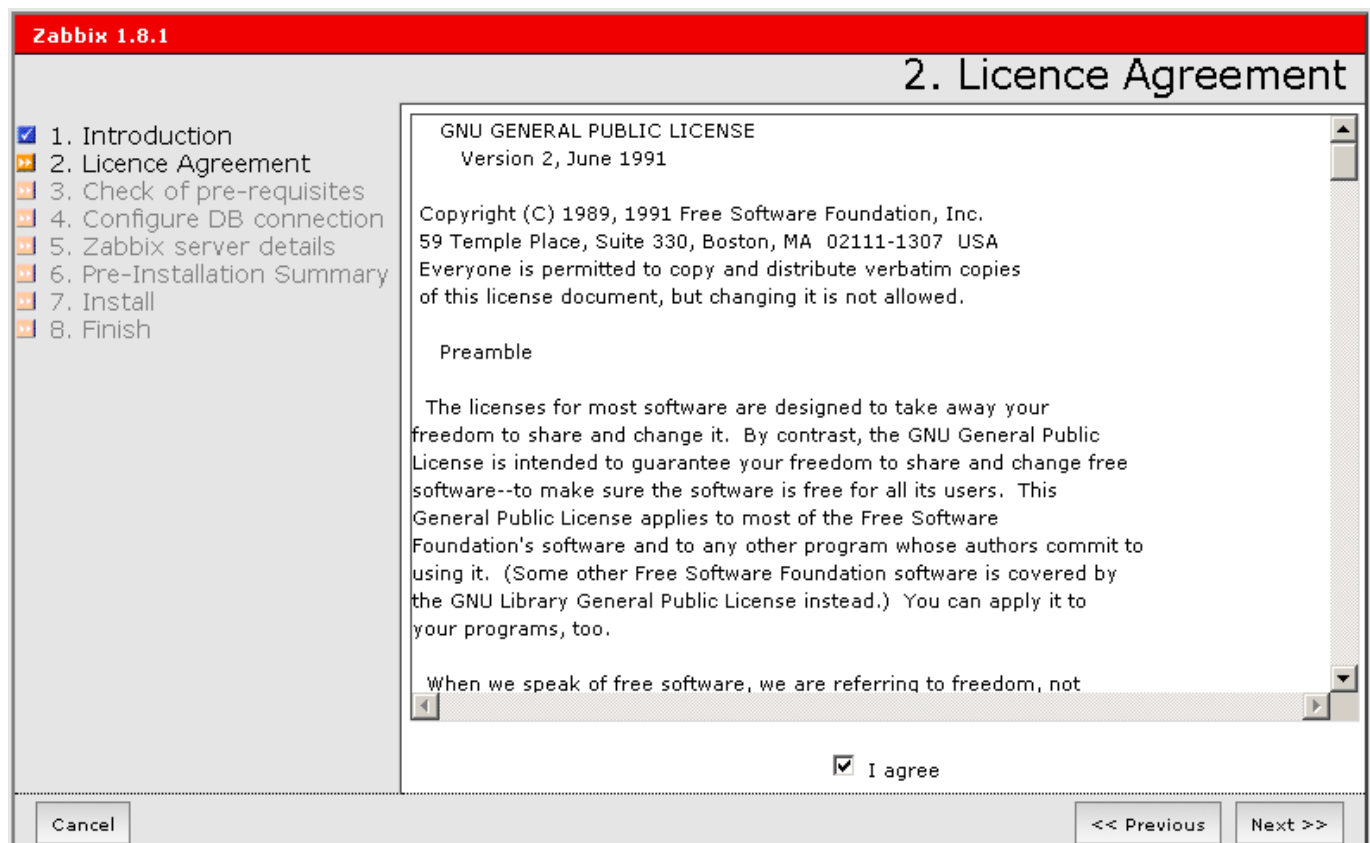 Zabbix 1.8.1
2. Licence Agreement
1. Introduction
2. Licence Agreement
3. Check of pre-requisites
4. Configure DB connection
5. Zabbix server details
6. Pre-Installation Summary
7. Install
8. Finish
GNU GENERAL PUBLIC LICENSE
Version 2, June 1991
Copyright (C) 1989, 1991 Free Software Foundation, Inc.
59 Temple Place, Suite 330, Boston, MA  02111-1307  USA
Everyone is permitted to copy and distribute verbatim copies
of this license document, but changing it is not allowed.
Preamble
The licenses for most software are designed to take away your
freedom to share and change it.  By contrast, the GNU General Public
License is intended to guarantee your freedom to share and change free
software--to make sure the software is free for all its users.  This
General Public License applies to most of the Free Software
Foundation's software and to any other program whose authors commit to
using it.  (Some other Free Software Foundation software is covered by
the GNU Library General Public License instead.)  You can apply it to
your programs, too.
When we speak of free software, we are referring to freedom, not
I agree
Cancel
<< Previous
Next >>